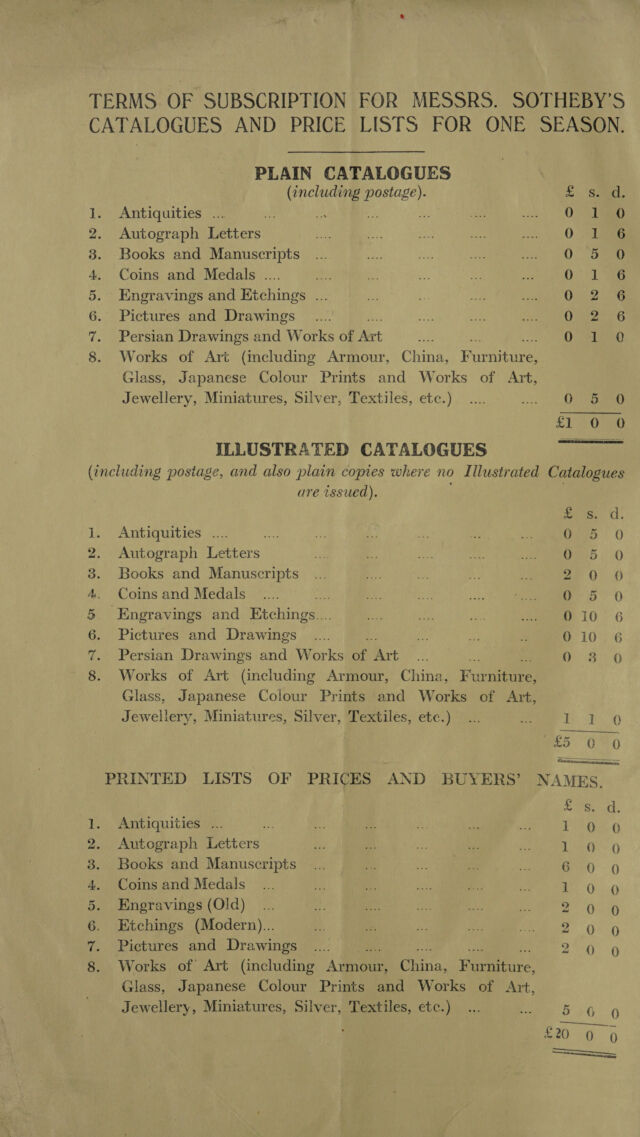 TERMS OF SUBSCRIPTION FOR MESSRS. SOTHEBY'S
CATALOGUES AND PRICE LISTS FOR ONE SEASON.
PLAIN CATALOGUES
(including postage). £ s. d.
1. Antiquities ... ... ... ... ... .... .... 0 1 0
2. Autograph Letters .... .... .... .... .... 0 1 6
3. Books and Manuscripts ... .... .... .... .... 0 5 0
4. Coins and Medals .... .... ... .... .... ... 0 1 6
5. Engravings and Etchings ... ... ... .... .... 0 2 6
6. Pictures and Drawings .... .... .... .... .... 0 2 6
7. Persian Drawings and Works of Art .... ... .... 0 1 0
8. Works of Art (including Armour, China, Furniture,
Glass, Japanese Colour Prints and Works of Art,
Jewellery, Miniatures, Silver, Textiles, etc.) .... .... 0 5 0
£1 0 0
ILLUSTRATED CATALOGUES
(including postage, and also plain copies where no Illustrated Catalogues
are issued).
£ s. d.
1. Antiquities .... .... ... ... ... ... ... 0 5 0
2. Autograph Letters ... ... .... .... .... 0 5 0
3. Books and Manuscripts ... .... .... ... ... 2 0 0
4. Coins and Medals .... .... .... .... .... .... 0 5 0
5 Engravings and Etchings.... .... .... .... .... 0 10 6
6. Pictures and Drawings .... ... ... ... ... 0 10 6
7. Persian Drawings and Works of Art ... ... ... 0 3 0
8. Works of Art (including Armour, China, Furniture,
Glass, Japanese Colour Prints and Works of Art,
Jewellery, Miniatures, Silver, Textiles, etc.) ... ... 1 1 0
£5 0 0
PRINTED LISTS OF PRICES AND BUYERS' NAMES.
£ s. d.
1. Antiquities ... ... ... ... ... ... ... 1 0 0
2. Autograph Letters ... ... ... ... ... 1 0 0
3. Books and Manuscripts ... ... ... ... ... 6 0 0
4. Coins and Medals ... ... ... .... .... ... 1 0 0
5. Engravings (Old) ... ... ... .... ... ... 2 0 0
6. Etchings (Modern)... ... ... .... .... ... 2 0 0
7. Pictures and Drawings .... .... .... .... ... 2 0 0
8. Works of Art (including Armour, China, Furniture,
Glass, Japanese Colour Prints and Works of Art,
Jewellery, Miniatures, Silver, Textiles, etc.) ... ... 5 0 0
£20 0 0